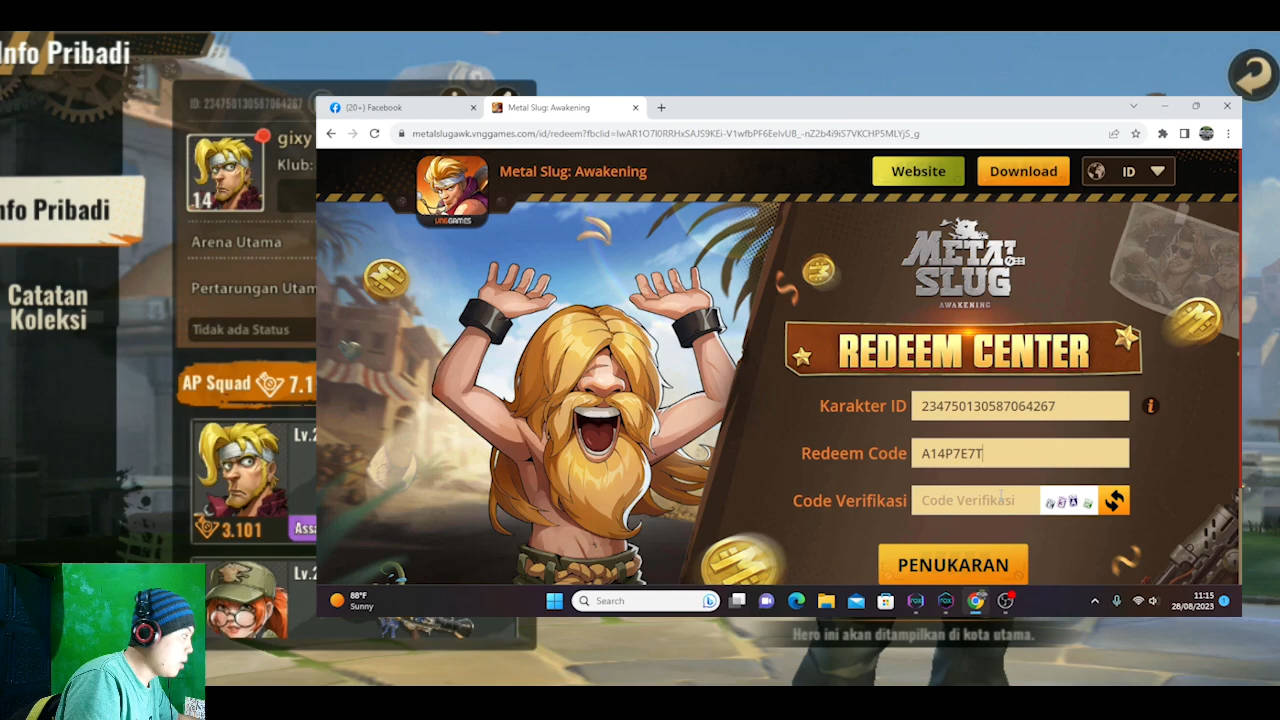 Info Pribadi
ID: 234750130587064267
gixy
Klub:
14
nfo Pribadi
Arena Utama
Pertarungan Utam
Catatan
Koleksi
Tidak ada Status
AP Squad 7.1
Lv.2
3.101
Assa
Lv.2
(20+) Facebook
Metal Slug: Awakening
metalslugawk.vnggames.com/id/redeem?fbclid=IwAR1O7I0RRHxSAJS9KEi-V1wfbPF6EelvUB_-nZ2b4i9iS7VKCHP5MLYjS_g
Metal Slug: Awakening
Website
Download
ID
VNGGAMES
METAL
SLUG
AWAKENING
REDEEM CENTER
Karakter ID
234750130587064267
Redeem Code
A14P7E7T
Code Verifikasi
Code Verifikasi
PENUKARAN
88°F
Sunny
Search
11:15
28/08/2023
Hero ini akan ditampilkan di kota utama.